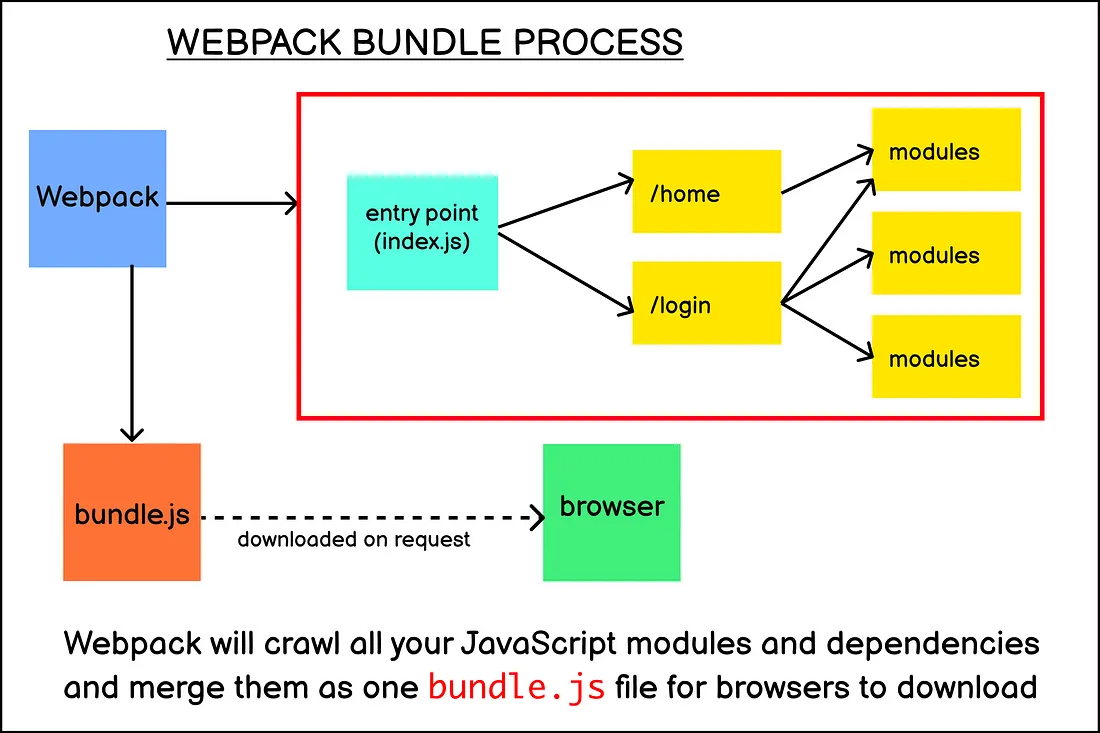 WEBPACK BUNDLE PROCESS
Webpack
entry point
(index.js)
/home
/login
modules
modules
modules
bundle.js
downloaded on request
browser
Webpack will crawl all your JavaScript modules and dependencies
and merge them as one bundle.js file for browsers to download